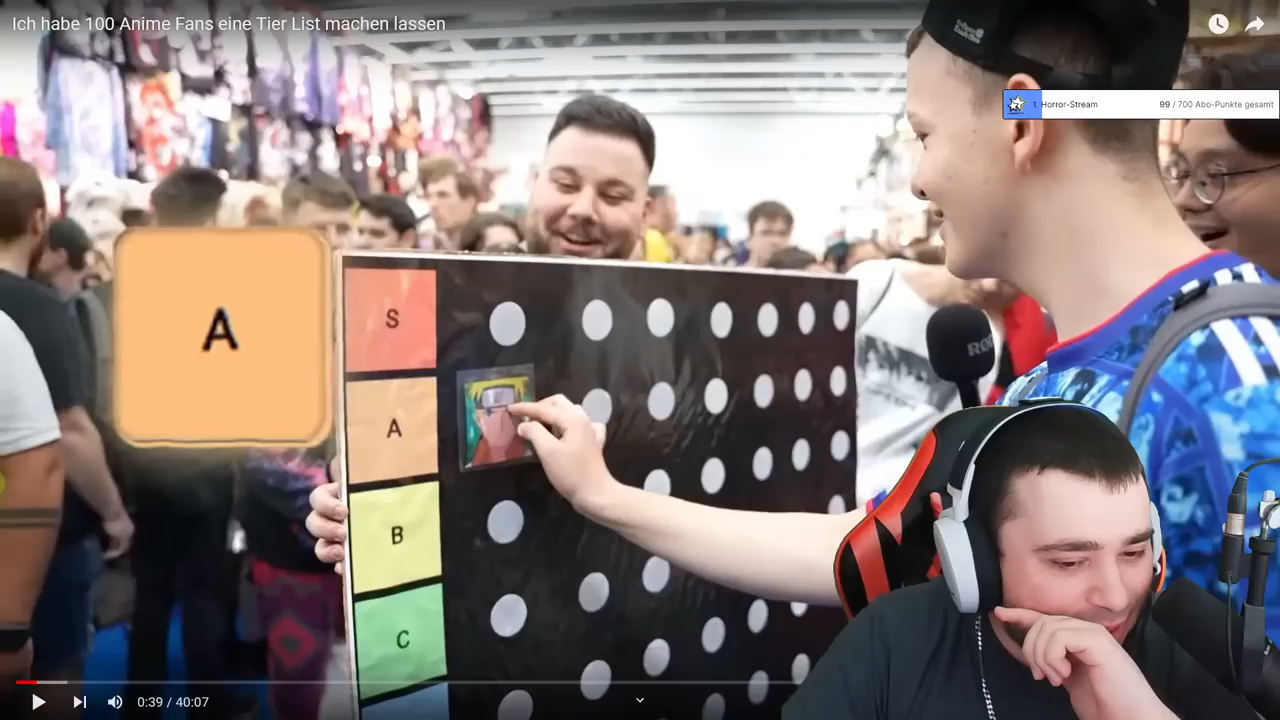 Ich habe 100 Anime Fans eine Tier List machen lassen
1. Horror-Stream 99 / 700 Abo-Punkte gesamt
A
S
A
B
C
RØDE
0:39 / 40:07